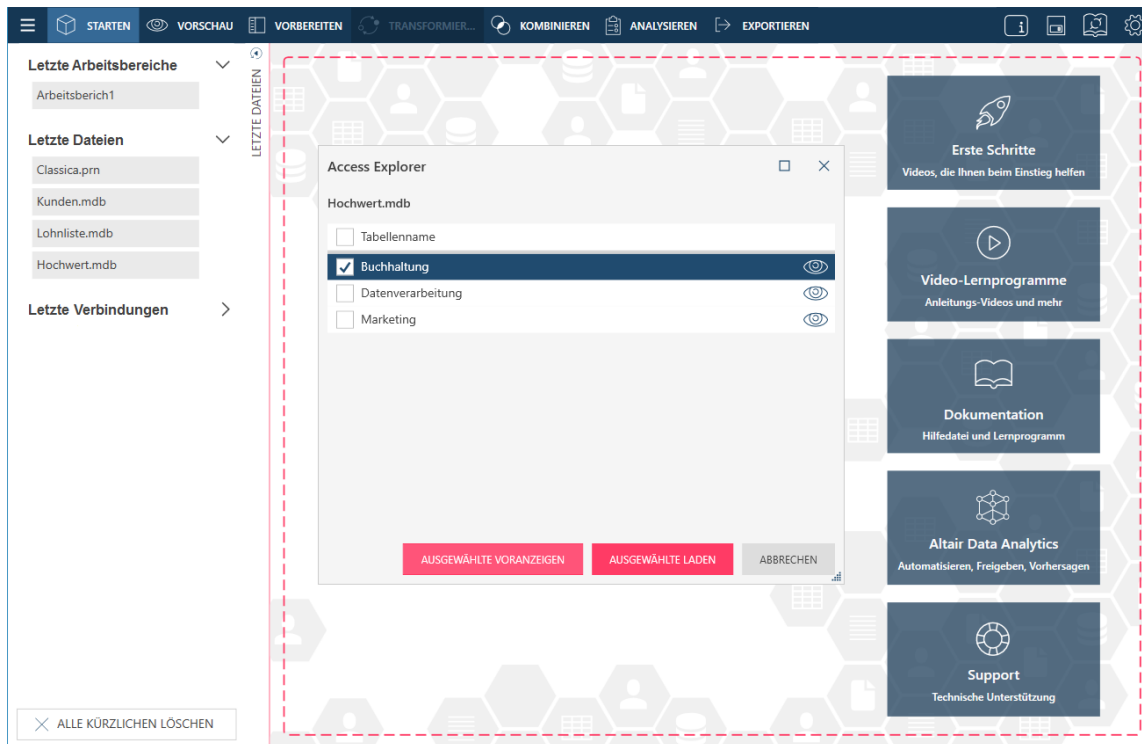 STARTEN
VORSCHAU
VORBEREITEN
TRANSFORMIER...
KOMBINIEREN
ANALYSIEREN
EXPORTIEREN
Letzte Arbeitsbereiche
Arbeitsberich1
Letzte Dateien
Classica.prn
Kunden.mdb
Lohnliste.mdb
Hochwert.mdb
Letzte Verbindungen
ALLE KÜRZLICHEN LÖSCHEN
LETZTE DATEIEN
Access Explorer
Hochwert.mdb
Tabellenname
Buchhaltung
Datenverarbeitung
Marketing
AUSGEWÄHLTE VORANZEIGEN
AUSGEWÄHLTE LADEN
ABBRECHEN
Erste Schritte
Videos, die Ihnen beim Einstieg helfen
Video-Lernprogramme
Anleitungs-Videos und mehr
Dokumentation
Hilfedatei und Lernprogramm
Altair Data Analytics
Automatisieren, Freigeben, Vorhersagen
Support
Technische Unterstützung